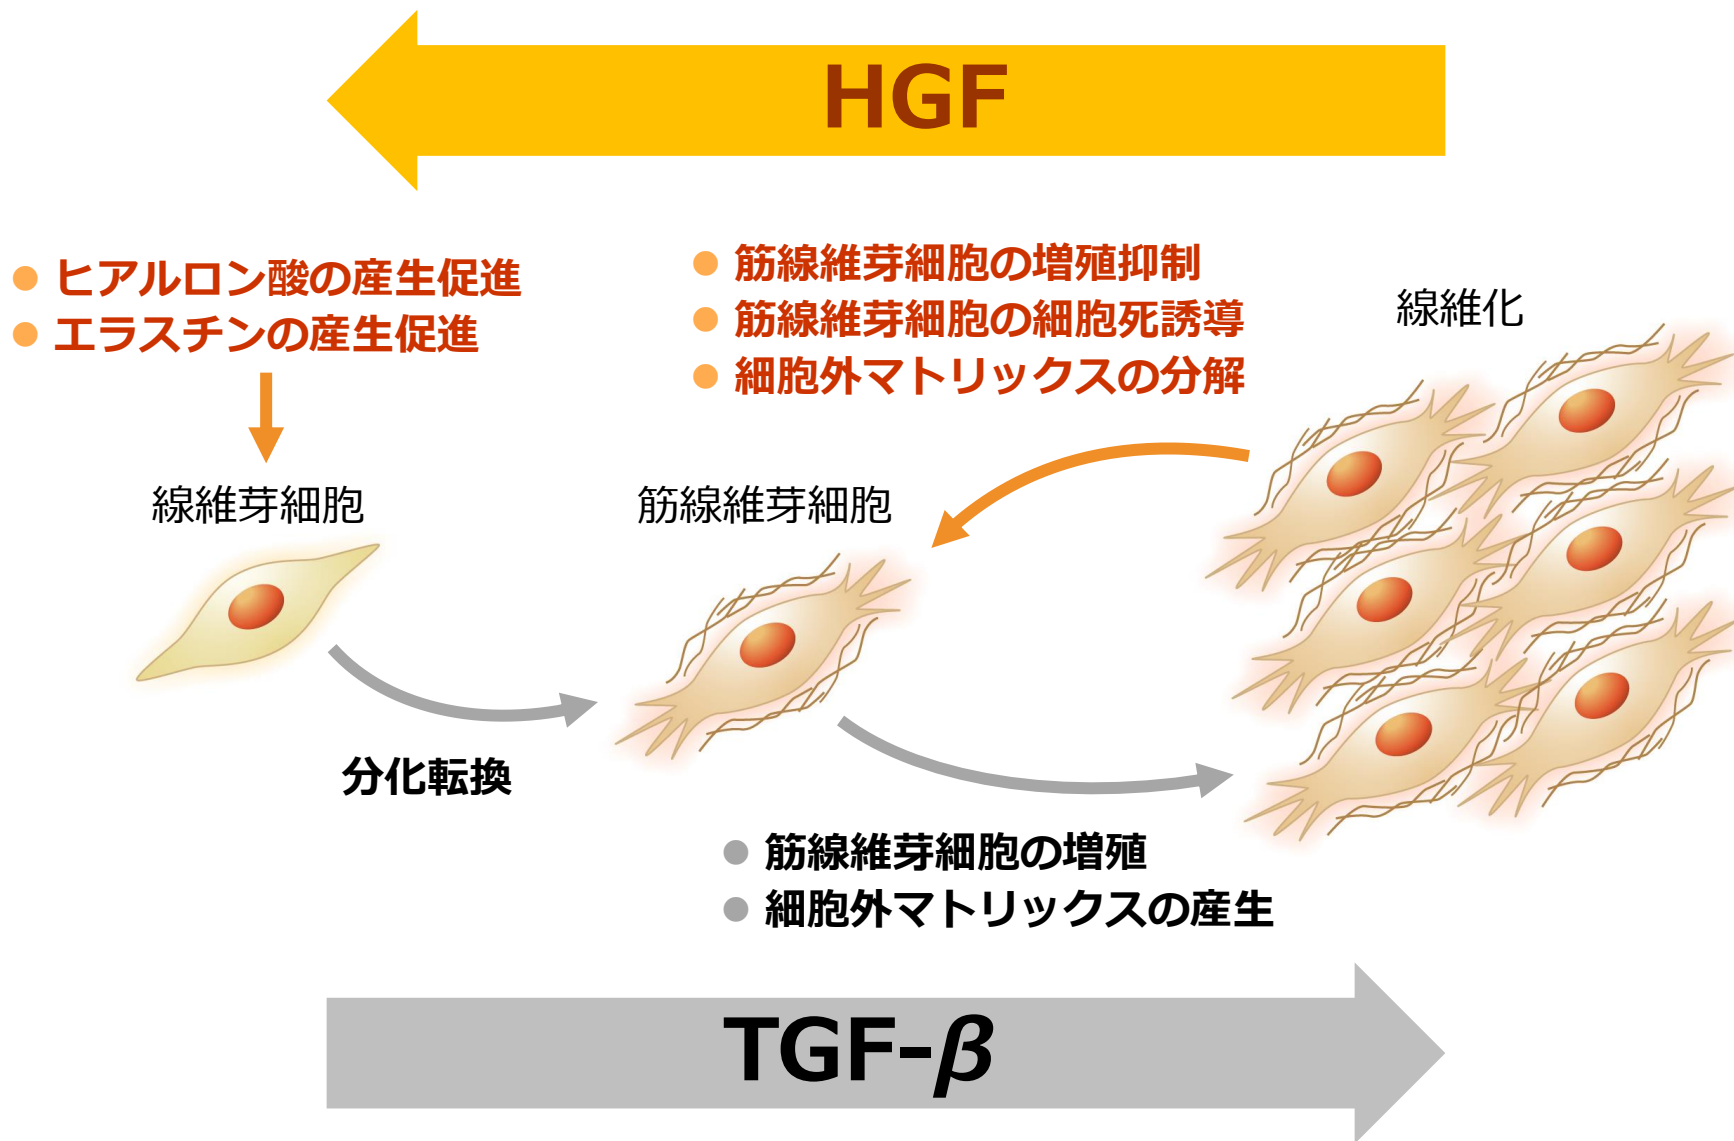 HGF
● ヒアルロン酸の産生促進
● エラスチンの産生促進
● 筋線維芽細胞の増殖抑制
● 筋線維芽細胞の細胞死誘導
● 細胞外マトリックスの分解
線維化
線維芽細胞
筋線維芽細胞
分化転換
● 筋線維芽細胞の増殖
● 細胞外マトリックスの産生
TGF-β